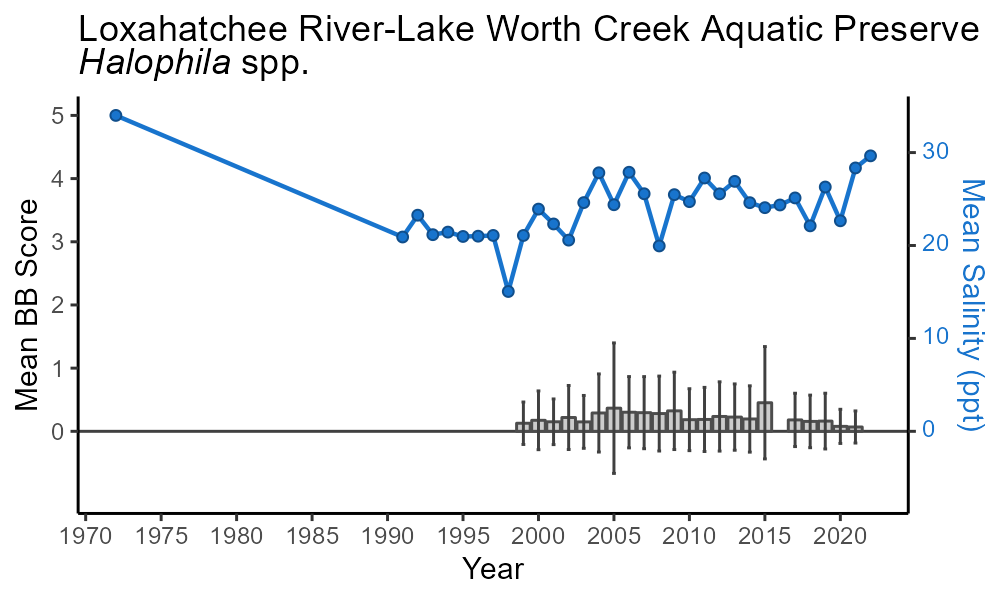 Loxahatchee River-Lake Worth Creek Aquatic Preserve
Halophila spp.
Mean BB Score
5
4
3
2
1
0
30
20
10
0
Mean Salinity (ppt)
1970 1975 1980 1985 1990 1995 2000 2005 2010 2015 2020
Year